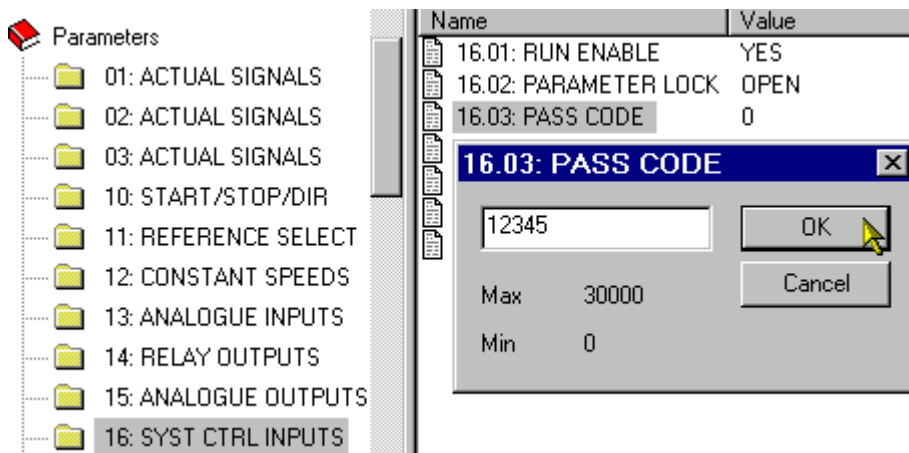 Parameters
01: ACTUAL SIGNALS
02: ACTUAL SIGNALS
03: ACTUAL SIGNALS
10: START/STOP/DIR
11: REFERENCE SELECT
12: CONSTANT SPEEDS
13: ANALOGUE INPUTS
14: RELAY OUTPUTS
15: ANALOGUE OUTPUTS
16: SYST CTRL INPUTS
Name Value
16.01: RUN ENABLE YES
16.02: PARAMETER LOCK OPEN
16.03: PASS CODE 0
16.03: PASS CODE
12345 OK
Max 30000 Cancel
Min 0